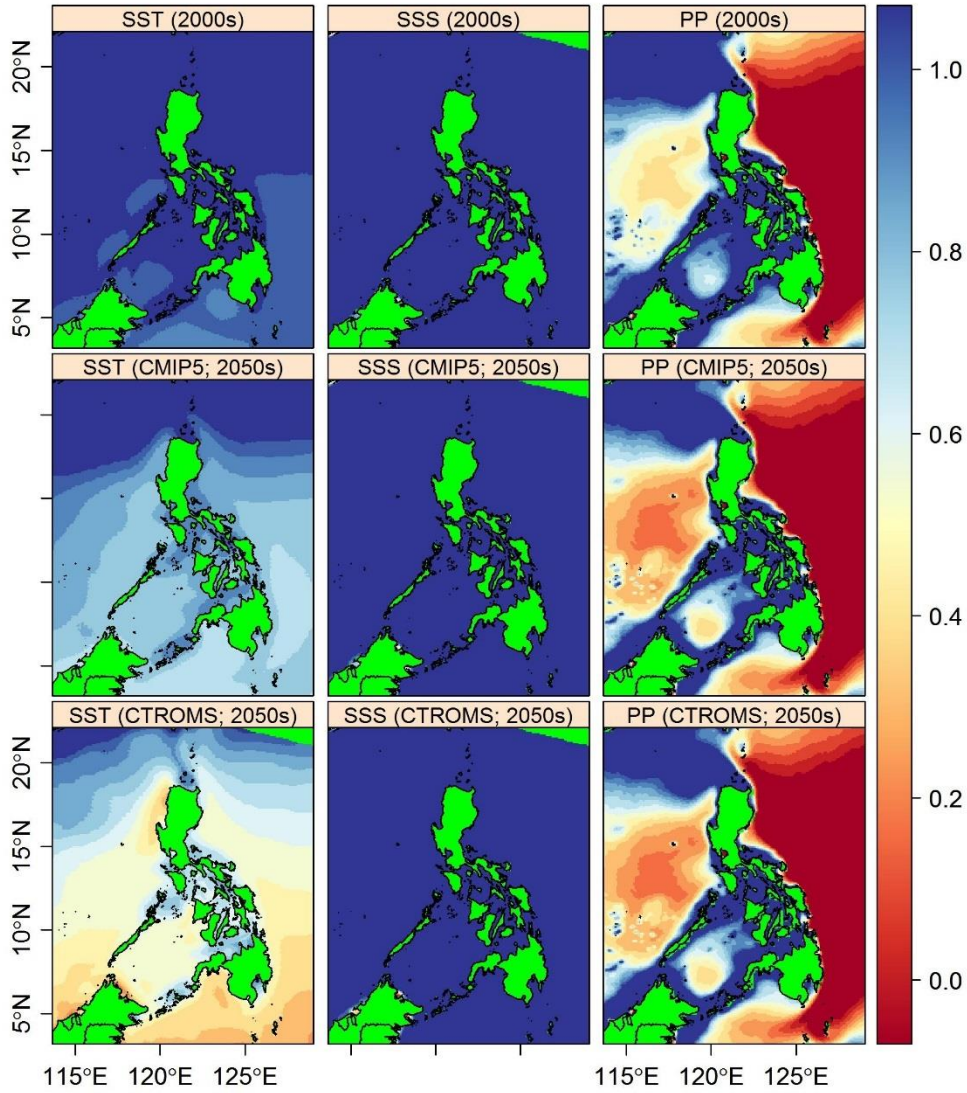 SST (2000s)
SSS (2000s)
PP (2000s)
20°N
15°N
10°N
5°N
1.0
0.8
0.6
0.4
0.2
0.0
SST (CMIP5; 2050s)
SSS (CMIP5; 2050s)
PP (CMIP5; 2050s)
SST (CTROMS; 2050s)
SSS (CTROMS; 2050s)
PP (CTROMS; 2050s)
20°N
15°N
10°N
5°N
115°E
120°E
125°E
115°E
120°E
125°E